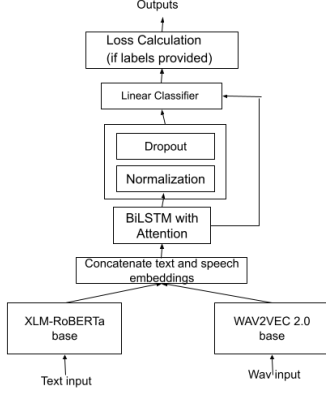 Outputs
Loss Calculation
(if labels provided)
Linear Classifier
Dropout
Normalization
BiLSTM with
Attention
Concatenate text and speech
embeddings
XLM-RoBERTa
base
WAV2VEC 2.0
base
Text input
Wav input